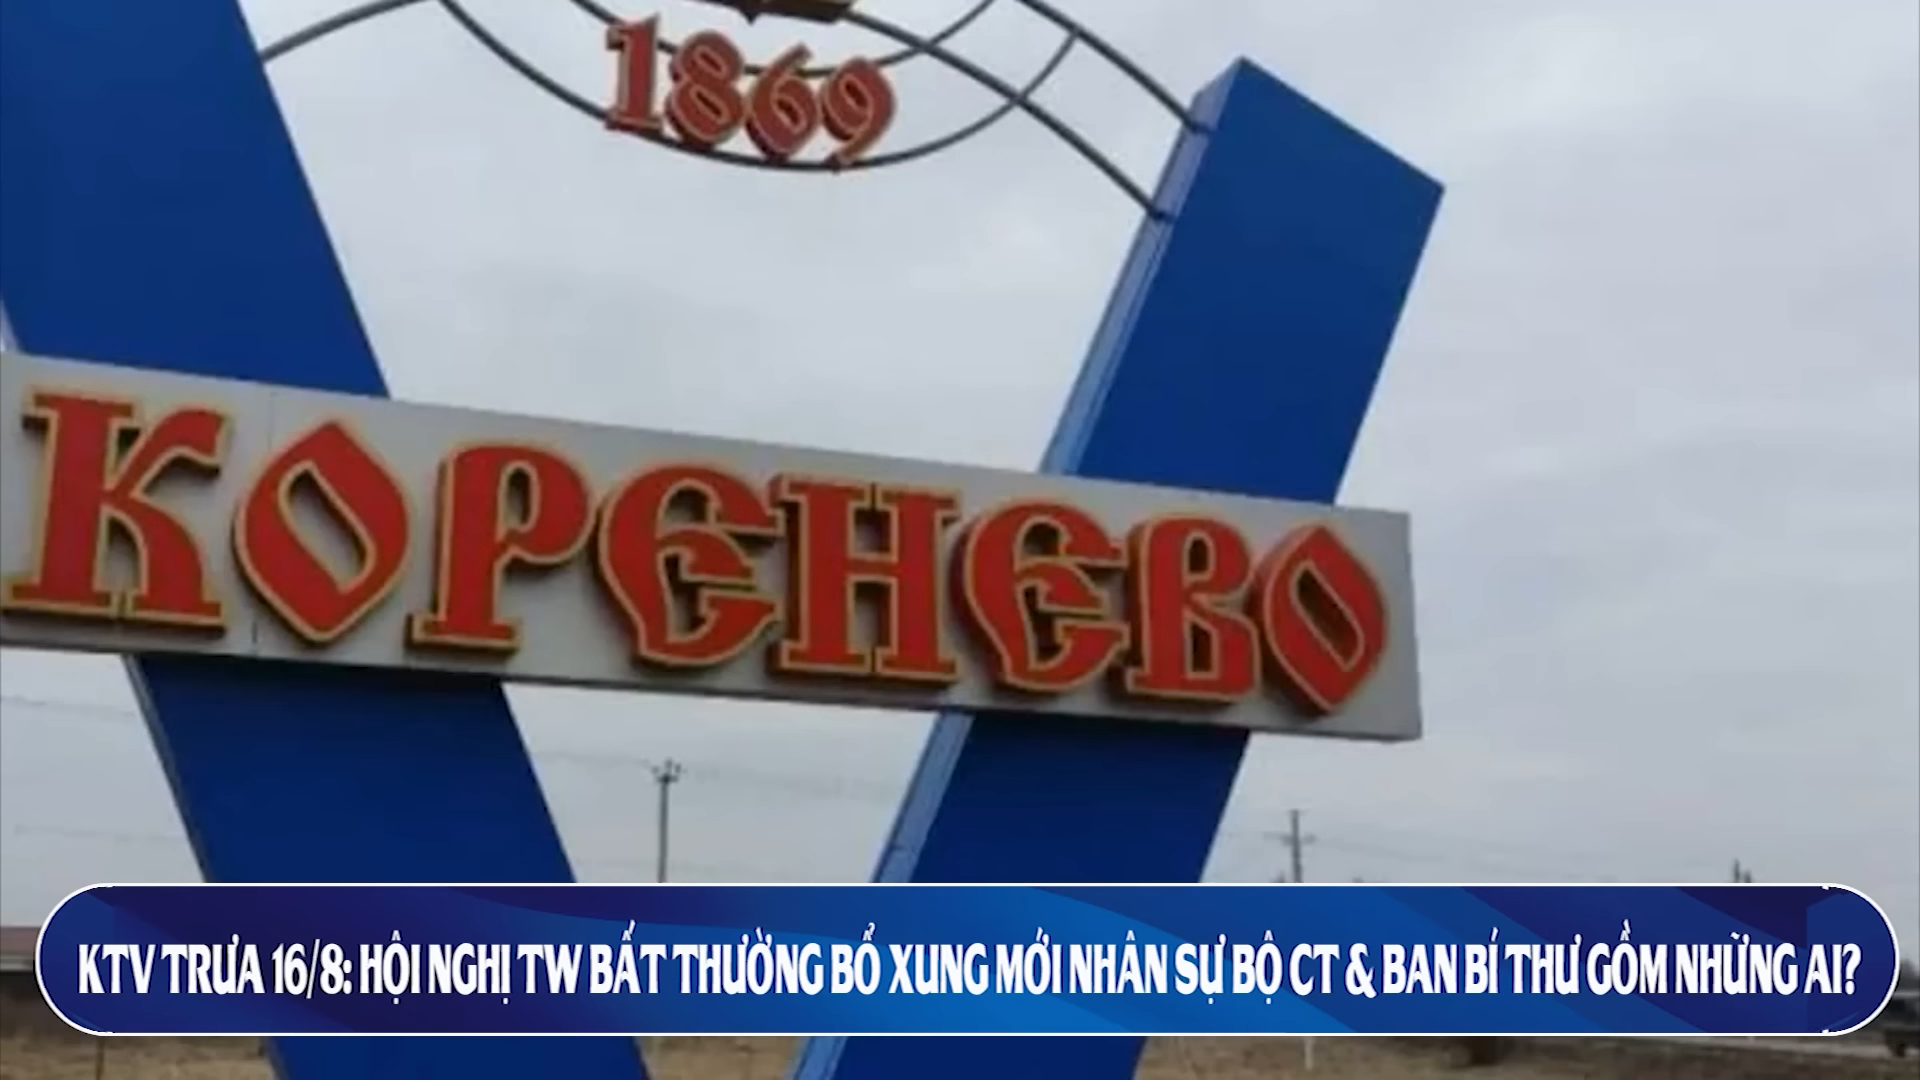 1869
КОРЕНЕВО
KTV TRƯA 16/8: HỘI NGHỊ TW BẤT THƯỜNG BỔ XUNG MỚI NHÂN SỰ BỘ CT & BAN BÍ THƯ GỒM NHỮNG AI?